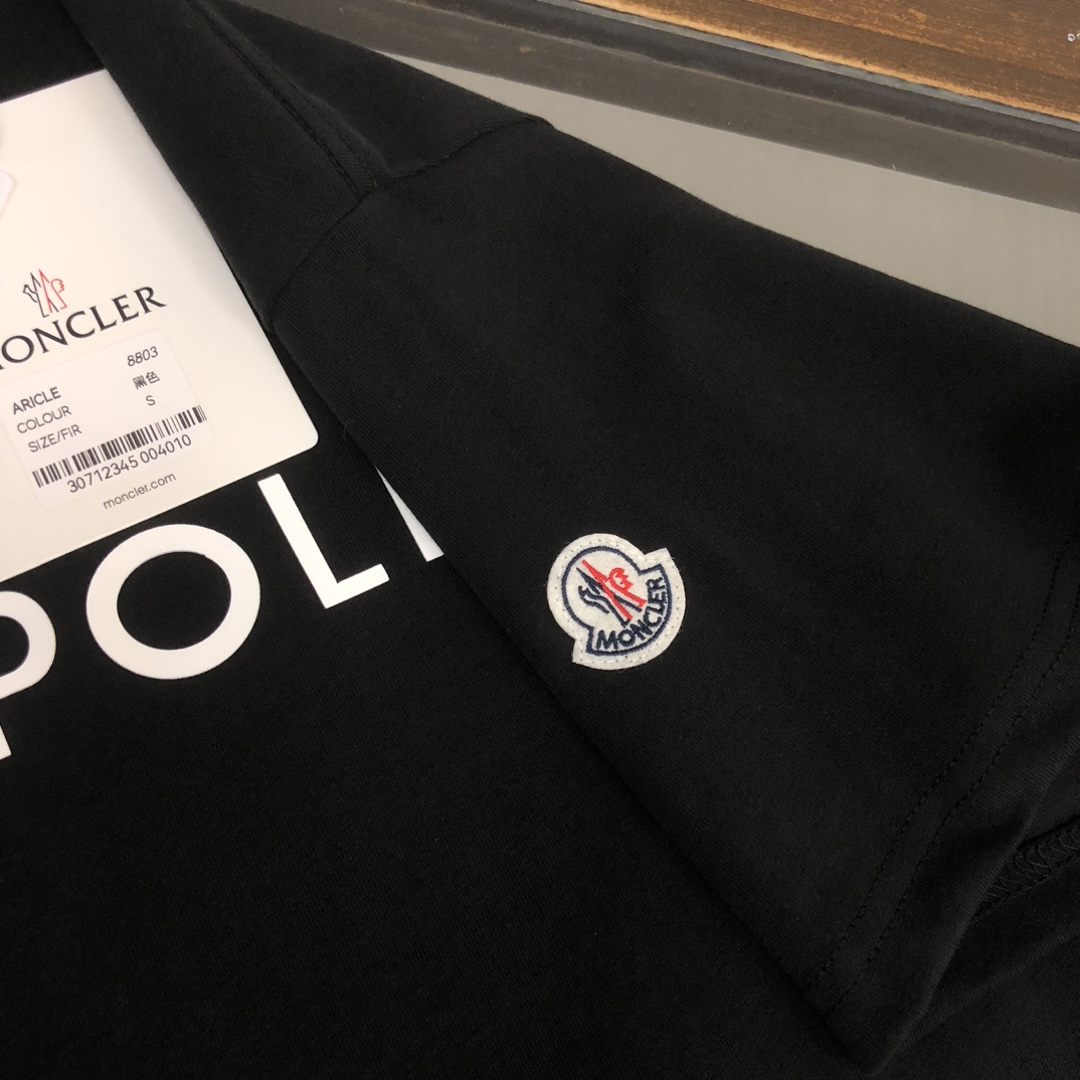 MONCLER
ARICLE 8803
COLOUR 黑色
SIZE/FIR S
30712345 004010
moncler.com
POL
MONCLER